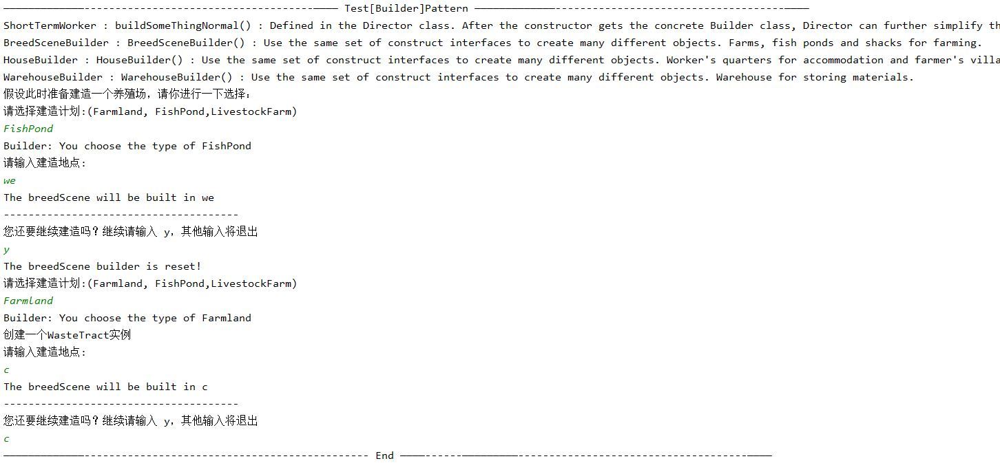 ————————————-------------------------------------———— Test[Builder]Pattern ————————————-------------------------------------————
ShortTermWorker : buildSomeThingNormal() : Defined in the Director class. After the constructor gets the concrete Builder class, Director can further simplify th
BreedSceneBuilder : BreedSceneBuilder() : Use the same set of construct interfaces to create many different objects. Farms, fish ponds and shacks for farming.
HouseBuilder : HouseBuilder() : Use the same set of construct interfaces to create many different objects. Worker's quarters for accommodation and farmer's villa
WarehouseBuilder : WarehouseBuilder() : Use the same set of construct interfaces to create many different objects. Warehouse for storing materials.
假设此时准备建造一个养殖场，请你进行一下选择：
请选择建造计划:(Farmland, FishPond,LivestockFarm)
FishPond
Builder: You choose the type of FishPond
请输入建造地点:
we
The breedScene will be built in we
--------------------------------------
您还要继续建造吗？继续请输入 y，其他输入将退出
y
The breedScene builder is reset!
请选择建造计划:(Farmland, FishPond,LivestockFarm)
Farmland
Builder: You choose the type of Farmland
创建一个WasteTract实例
请输入建造地点:
c
The breedScene will be built in c
--------------------------------------
您还要继续建造吗？继续请输入 y，其他输入将退出
c
————————————---------------------------------------------- End ————------————————-------------------------------------————